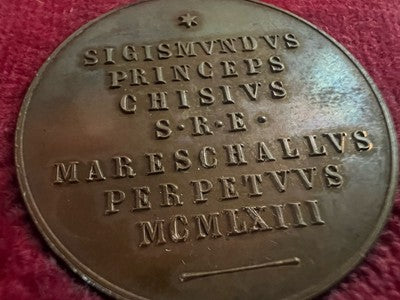 SIGISMVNDVS
PRINCEPS
CHISIVS
S·R·E·
MARESCHALLVS
PERPETVVS
MCMLXIII